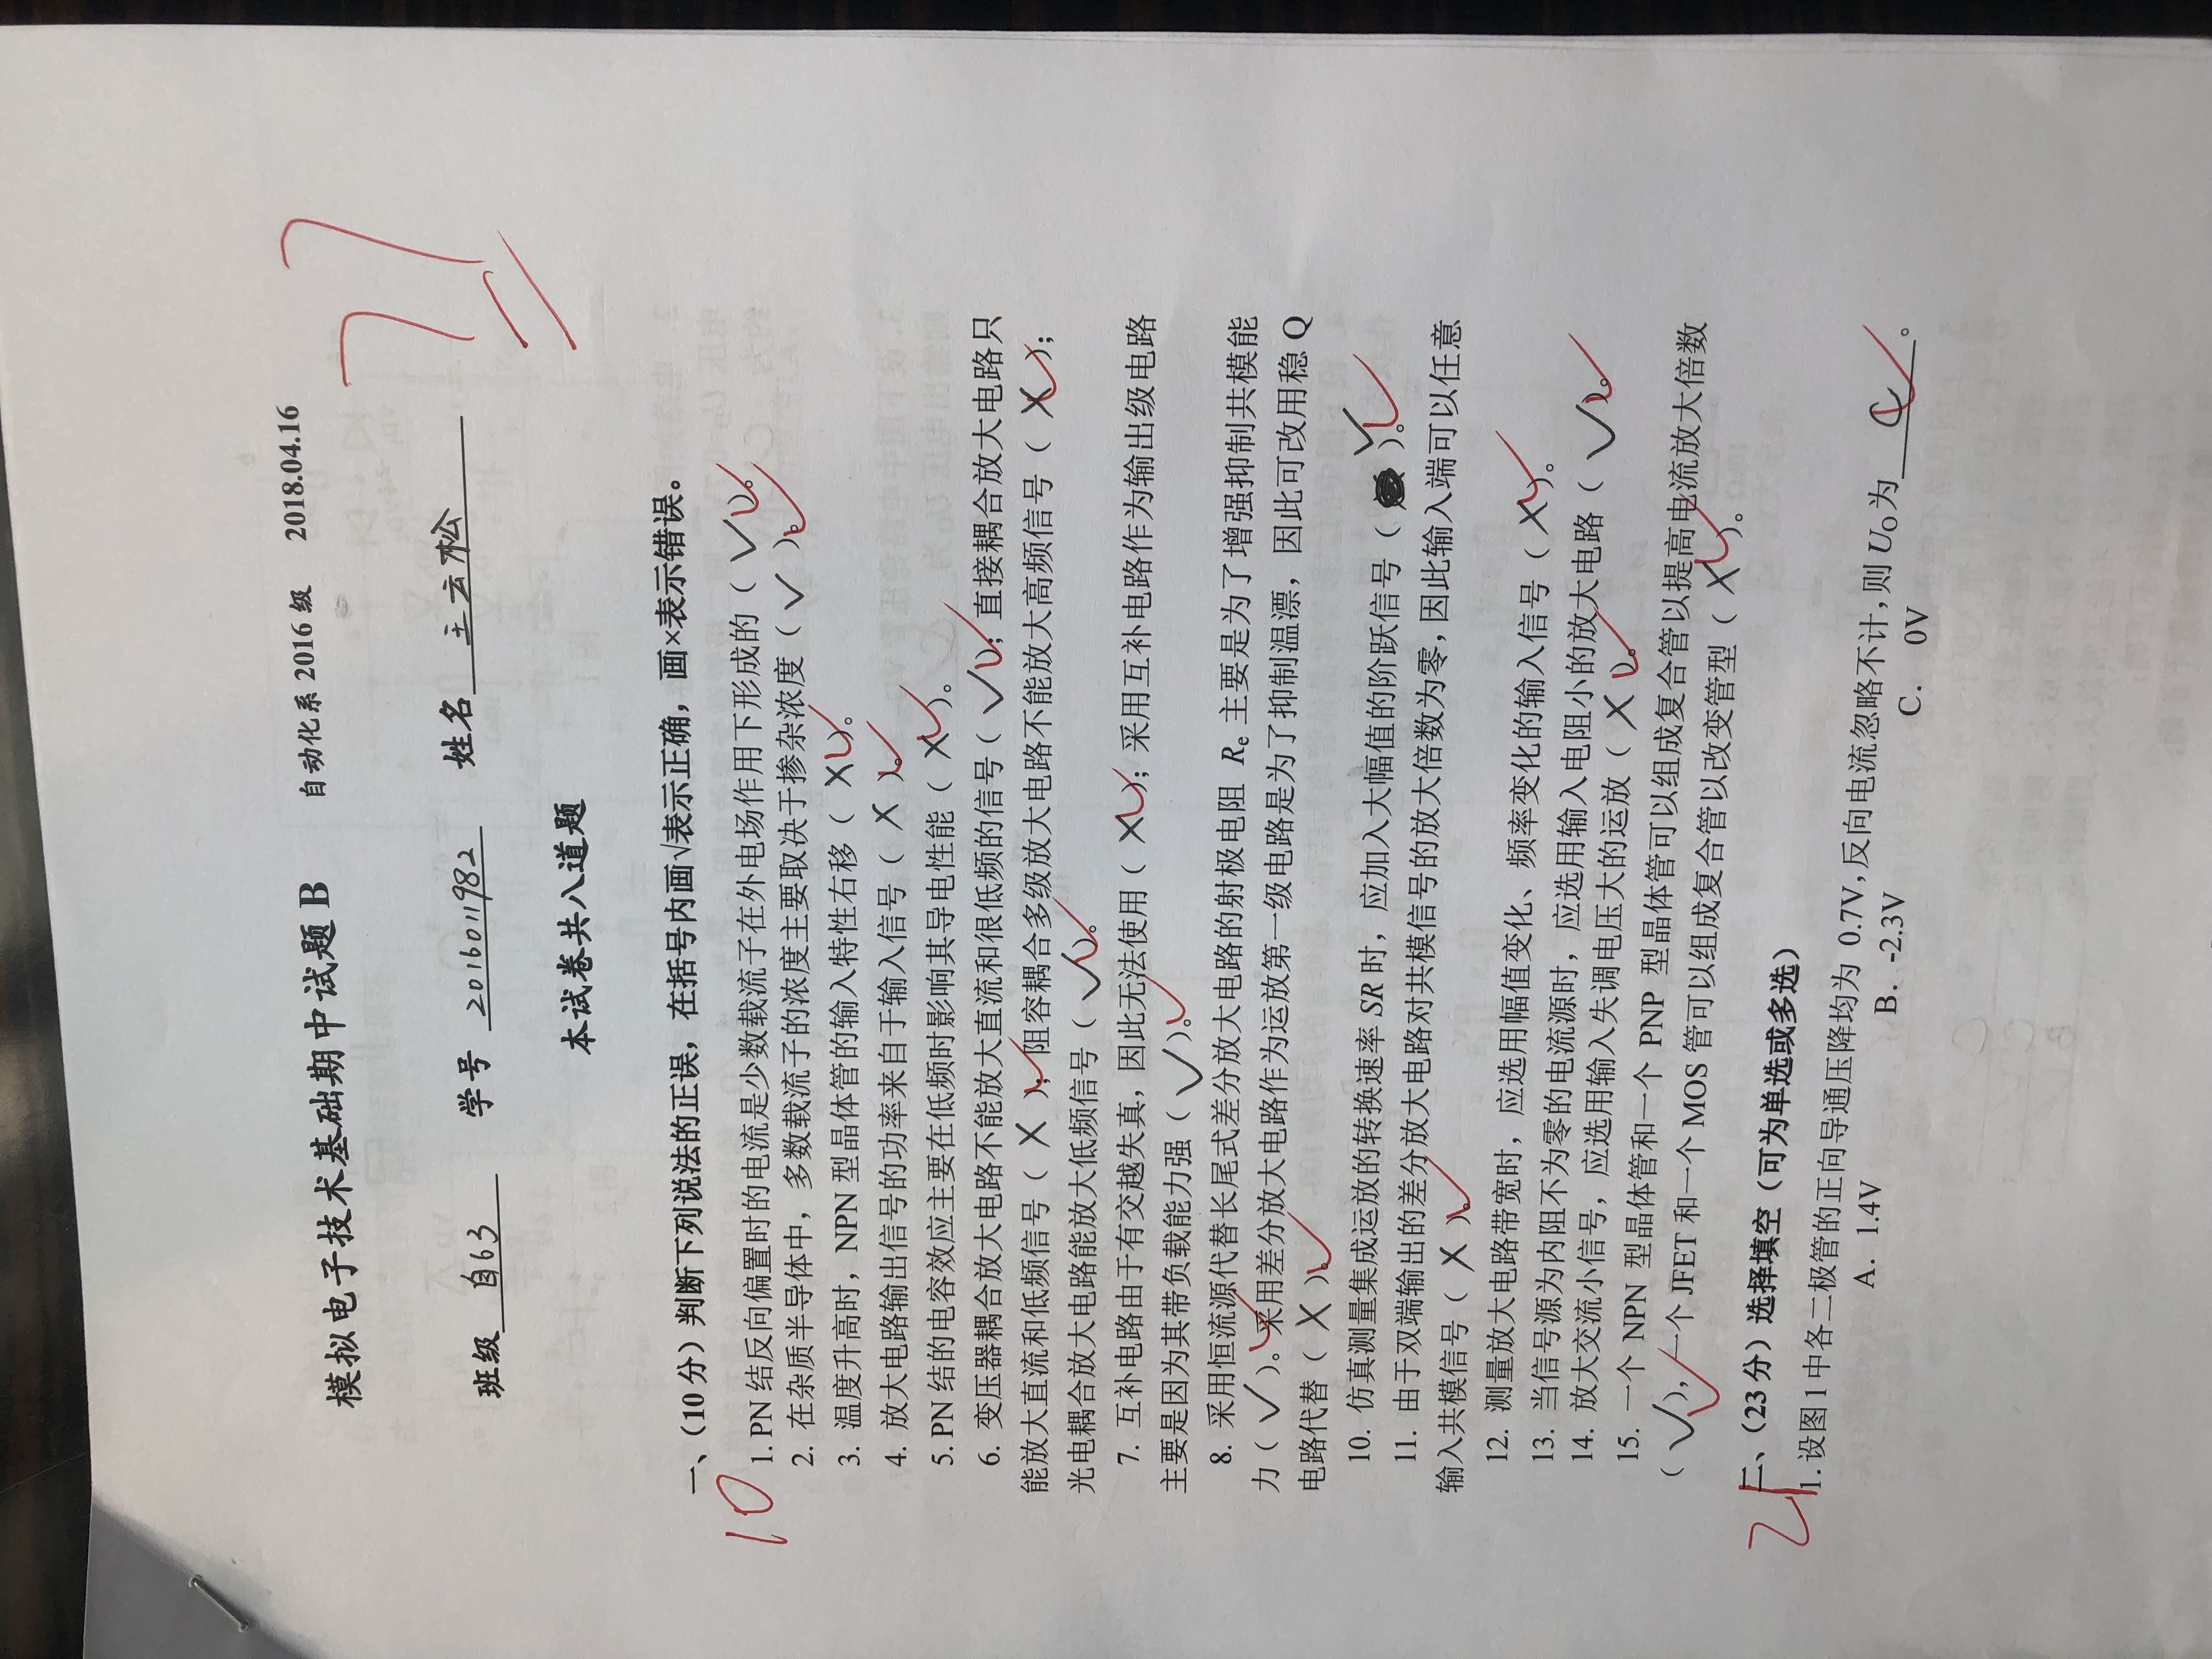 模拟电子技术基础期中试题 B 自动化系 2016 级 2018.04.16
77
班级 自63 学号 2016011982 姓名 王云松
本试卷共八道题
一、（10 分）判断下列说法的正误，在括号内画√表示正确，画×表示错误。
10
1. PN 结反向偏置时的电流是少数载流子在外电场作用下形成的（ ✓ ）。
2. 在杂质半导体中，多数载流子的浓度主要取决于掺杂浓度（ ✓ ）。
3. 温度升高时，NPN 型晶体管的输入特性右移（ × ）。
4. 放大电路输出信号的功率来自于输入信号（ × ）。
5. PN 结的电容效应主要在低频时影响其导电性能（ × ）。
6. 变压器耦合放大电路不能放大直流和很低频的信号（ ✓ ）；直接耦合放大电路只
能放大直流和低频信号（ × ）；阻容耦合多级放大电路不能放大高频信号（ × ）；
光电耦合放大电路能放大低频信号（ ✓ ）。
7. 互补电路由于有交越失真，因此无法使用（ × ）；采用互补电路作为输出级电路
主要是因为其带负载能力强（ ✓ ）。
8. 采用恒流源代替长尾式差分放大电路的射极电阻 Re 主要是为了增强抑制共模能
力（ ✓ ）。采用差分放大电路作为运放第一级电路是为了抑制温漂，因此可改用稳 Q
电路代替（ × ）。
10. 仿真测量集成运放的转换速率 SR 时，应加入大幅值的阶跃信号（ ✓ ）。
11. 由于双端输出的差分放大电路对共模信号的放大倍数为零，因此输入端可以任意
输入共模信号（ × ）。
12. 测量放大电路带宽时，应选用幅值变化、频率变化的输入信号（ × ）。
13. 当信号源为内阻不为零的电流源时，应选用输入电阻小的放大电路（ ✓ ）。
14. 放大交流小信号，应选用输入失调电压大的运放（ × ）。
15. 一个 NPN 型晶体管和一个 PNP 型晶体管可以组成复合管以提高电流放大倍数
（ ✓ ），一个 JFET 和一个 MOS 管可以组成复合管以改变管型（ × ）。
21
二、（23 分）选择填空（可为单选或多选）
1. 设图 1 中各二极管的正向导通压降均为 0.7V，反向电流忽略不计，则 UO 为 C 。
A. 1.4V B. -2.3V C. 0V